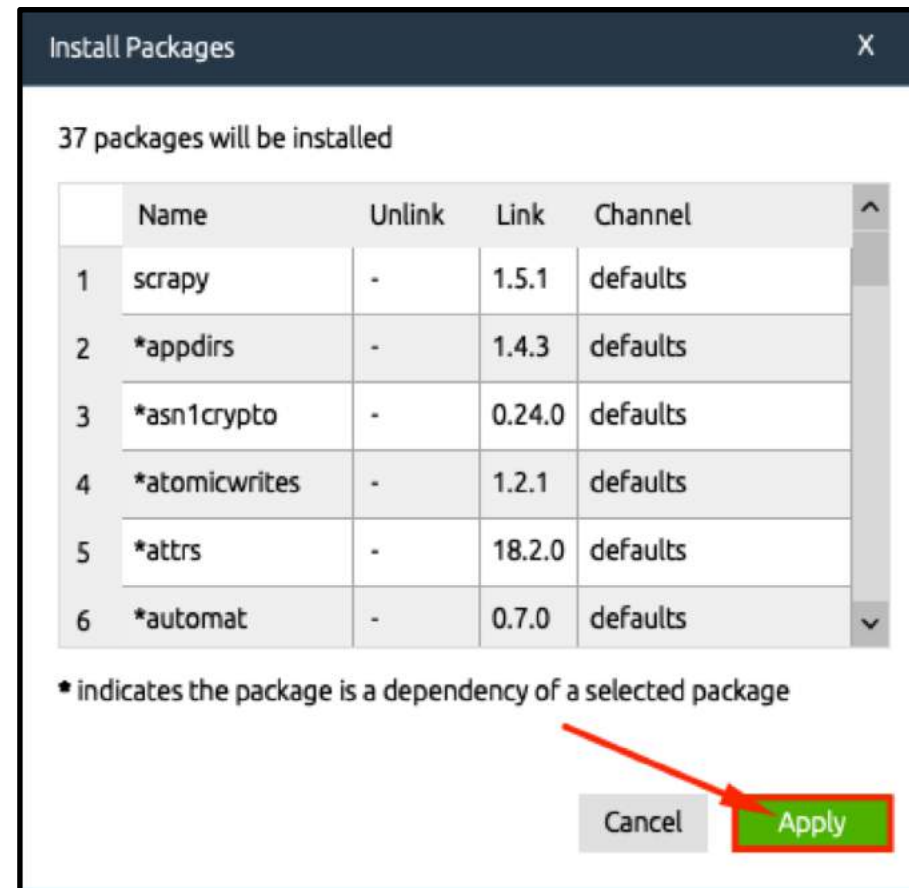 Install Packages X
37 packages will be installed
Name Unlink Link Channel
1 scrapy - 1.5.1 defaults
2 *appdirs - 1.4.3 defaults
3 *asn1crypto - 0.24.0 defaults
4 *atomicwrites - 1.2.1 defaults
5 *attrs - 18.2.0 defaults
6 *automat - 0.7.0 defaults
* indicates the package is a dependency of a selected package
Cancel Apply